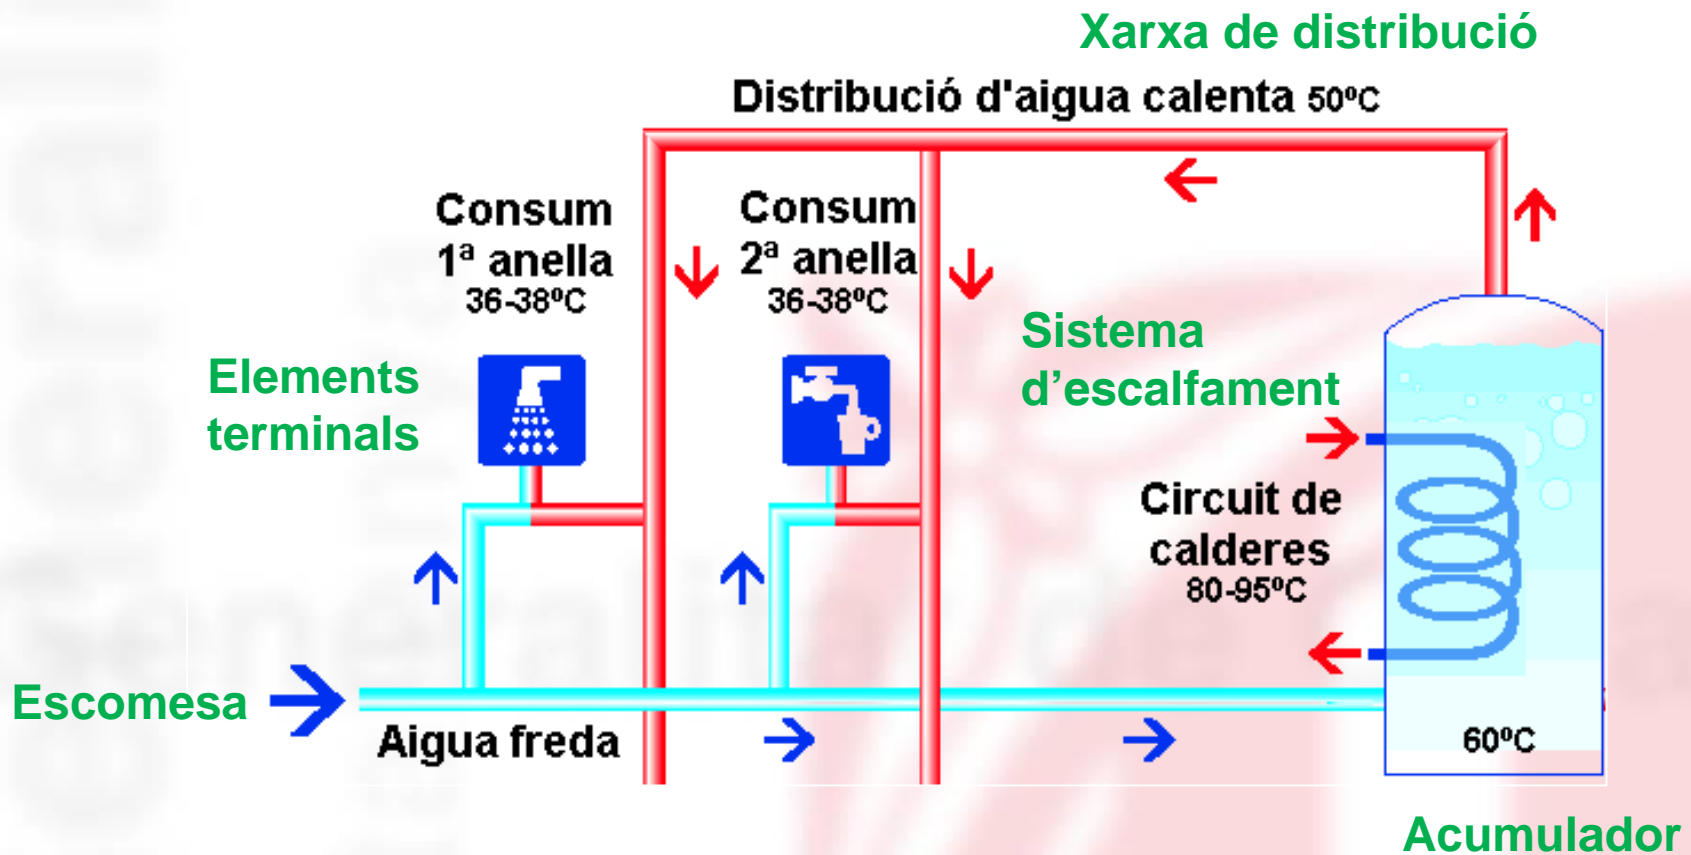 Xarxa de distribució
Distribució d'aigua calenta 50ºC
Consum
1ª anella
36-38ºC
Consum
2ª anella
36-38ºC
Elements
terminals
Sistema
d’escalfament
Circuit de
calderes
80-95ºC
Escomesa
Aigua freda
60ºC
Acumulador